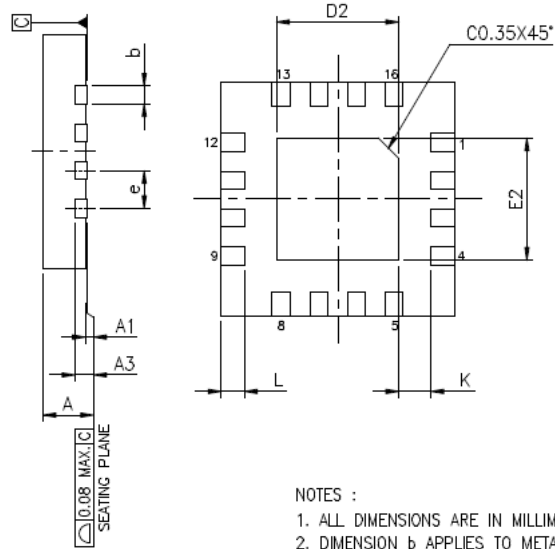 C
D2
C0.35X45°
b
13
16
12
1
e
E2
9
4
8
5
A1
A3
A
L
K
0.08 MAX. C
SEATING PLANE
NOTES :
1. ALL DIMENSIONS ARE IN MILLIM
2. DIMENSION b APPLIES TO META